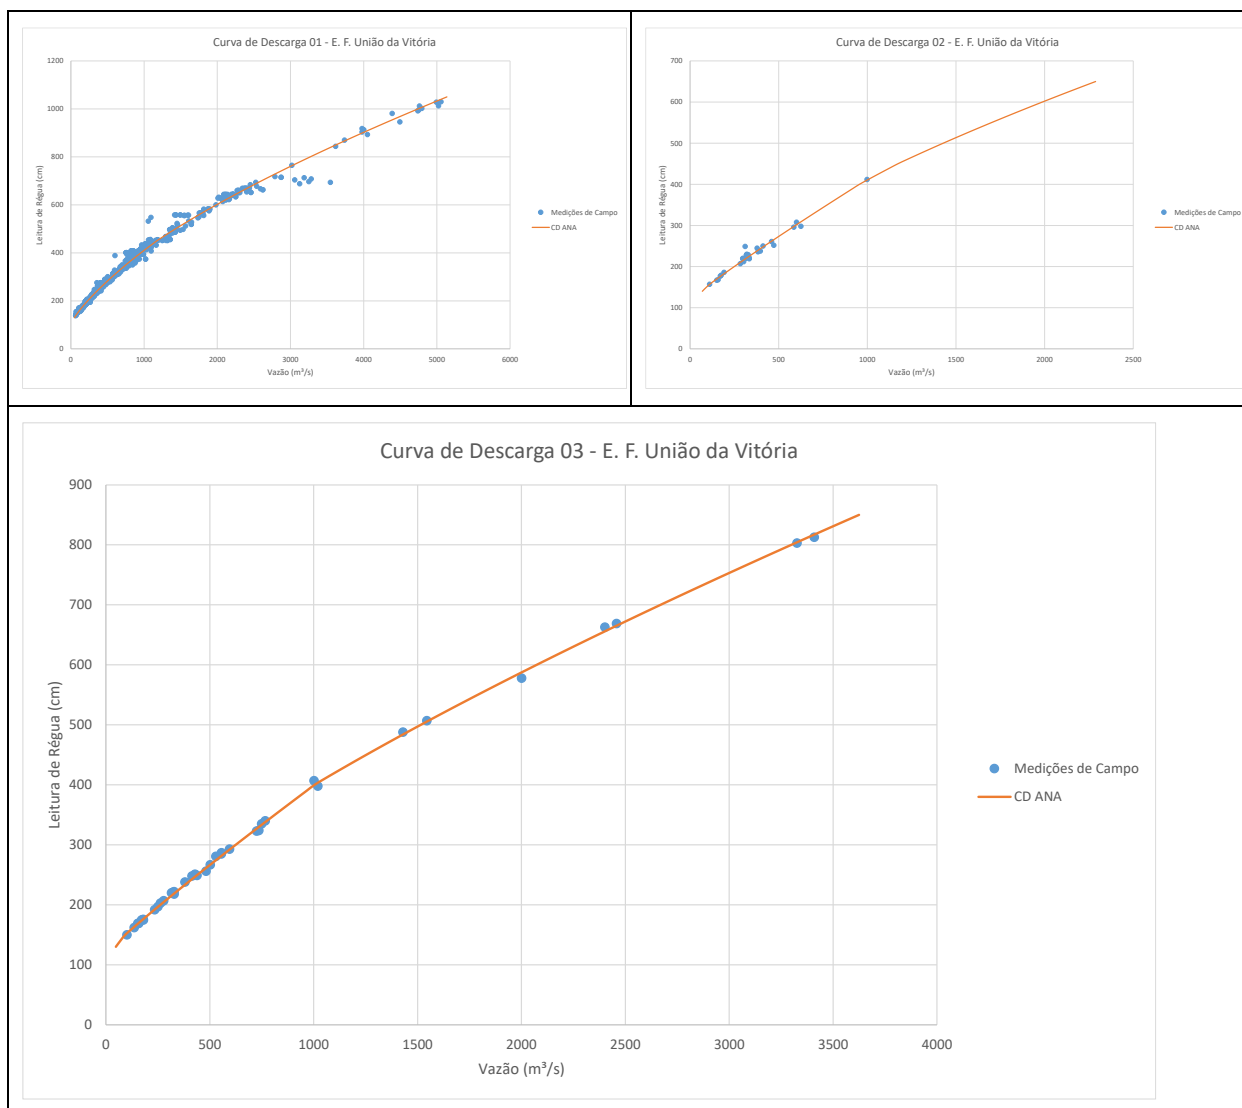 Curva de Descarga 01 - E. F. União da Vitória
1200
1000
800
600
400
200
0
Leitura de Régua (cm)
0 1000 2000 3000 4000 5000 6000
Vazão (m³/s)
Medições de Campo
CD ANA
Curva de Descarga 02 - E. F. União da Vitória
700
600
500
400
300
200
100
0
Leitura de Régua (cm)
0 500 1000 1500 2000 2500
Vazão (m³/s)
Medições de Campo
CD ANA
Curva de Descarga 03 - E. F. União da Vitória
900
800
700
600
500
400
300
200
100
0
Leitura de Régua (cm)
0 500 1000 1500 2000 2500 3000 3500 4000
Vazão (m³/s)
Medições de Campo
CD ANA